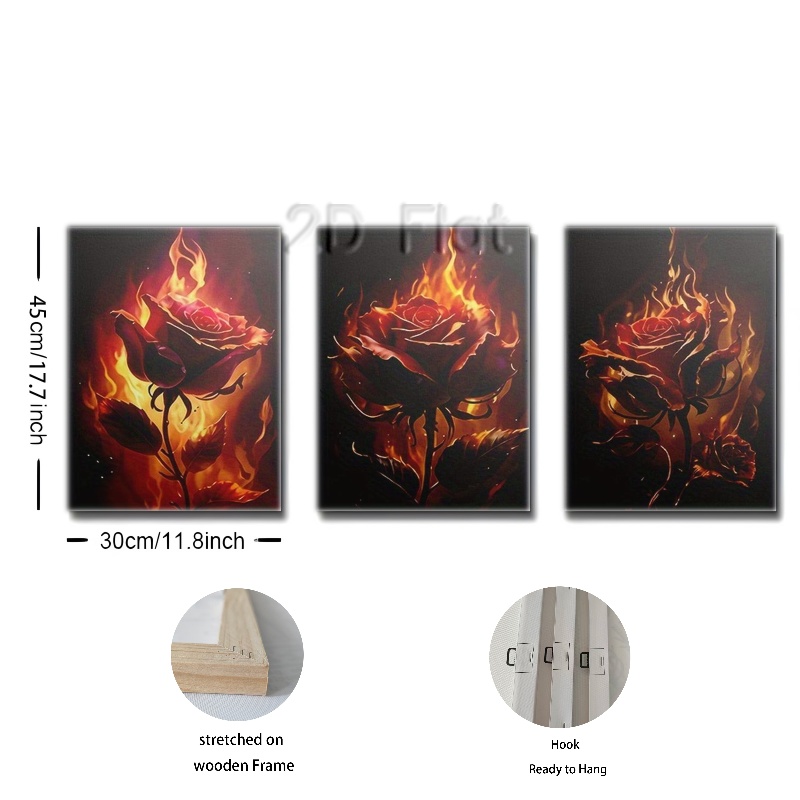 2D Flat
45cm/17.7inch
30cm/11.8inch
stretched on
wooden Frame
Hook
Ready to Hang